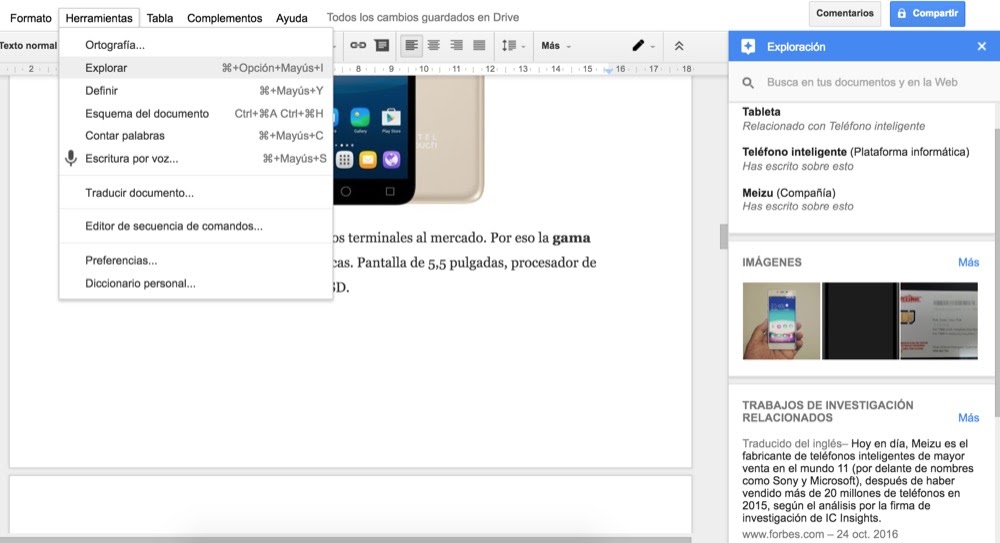 Formato Herramientas Tabla Complementos Ayuda Todos los cambios guardados en Drive
Comentarios
Compartir
Texto normal
Más
2 8 9 10 11 12 13 14 15 16 17 18
Ortografía...
Explorar ⌘+Opción+Mayús+I
Definir ⌘+Mayús+Y
Esquema del documento Ctrl+⌘A Ctrl+⌘H
Contar palabras ⌘+Mayús+C
Escritura por voz... ⌘+Mayús+S
Traducir documento...
Editor de secuencia de comandos...
Preferencias...
Diccionario personal...
Gallery Play Store
os terminales al mercado. Por eso la gama
cas. Pantalla de 5,5 pulgadas, procesador de
SD.
Exploración
Busca en tus documentos y en la Web
Tableta
Relacionado con Teléfono inteligente
Teléfono inteligente (Plataforma informática)
Has escrito sobre esto
Meizu (Compañía)
Has escrito sobre esto
IMÁGENES Más
TRABAJOS DE INVESTIGACIÓN
RELACIONADOS Más
Traducido del inglés– Hoy en día, Meizu es el
fabricante de teléfonos inteligentes de mayor
venta en el mundo 11 (por delante de nombres
como Sony y Microsoft), después de haber
vendido más de 20 millones de teléfonos en
2015, según el análisis por la firma de
investigación de IC Insights.
www.forbes.com – 24 oct. 2016